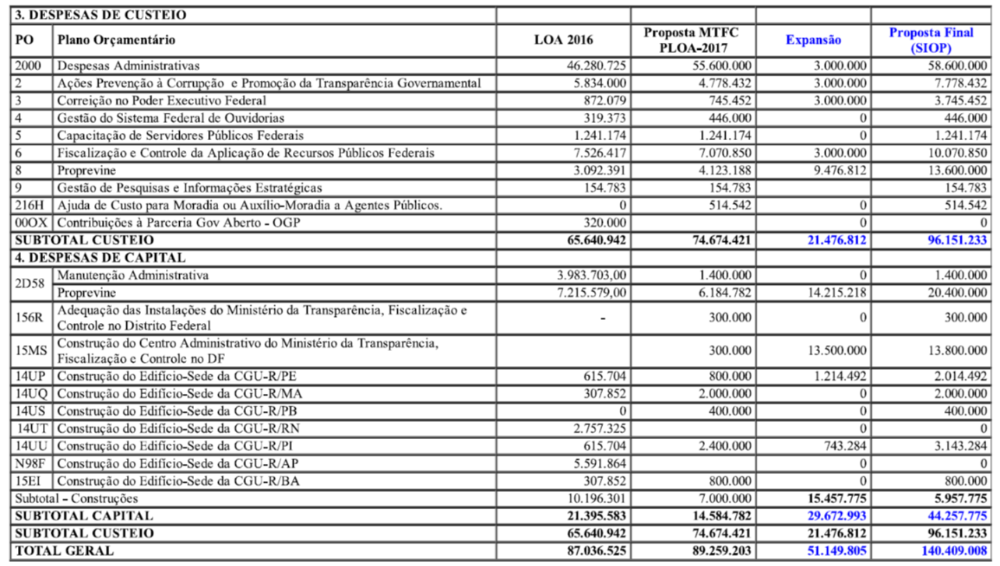 3. DESPESAS DE CUSTEIO
PO Plano Orçamentário LOA 2016 Proposta MTFC PLOA-2017 Expansão Proposta Final (SIOP)
2000 Despesas Administrativas 46.280.725 55.600.000 3.000.000 58.600.000
2 Ações Prevenção à Corrupção e Promoção da Transparência Governamental 5.834.000 4.778.432 3.000.000 7.778.432
3 Correição no Poder Executivo Federal 872.079 745.452 3.000.000 3.745.452
4 Gestão do Sistema Federal de Ouvidorias 319.373 446.000 0 446.000
5 Capacitação de Servidores Públicos Federais 1.241.174 1.241.174 0 1.241.174
6 Fiscalização e Controle da Aplicação de Recursos Públicos Federais 7.526.417 7.070.850 3.000.000 10.070.850
8 Proprevine 3.092.391 4.123.188 9.476.812 13.600.000
9 Gestão de Pesquisas e Informações Estratégicas 154.783 154.783 154.783
216H Ajuda de Custo para Moradia ou Auxílio-Moradia a Agentes Públicos. 0 514.542 0 514.542
00OX Contribuições à Parceria Gov Aberto - OGP 320.000 0 0
SUBTOTAL CUSTEIO 65.640.942 74.674.421 21.476.812 96.151.233
4. DESPESAS DE CAPITAL
2D58 Manutenção Administrativa 3.983.703,00 1.400.000 0 1.400.000
Proprevine 7.215.579,00 6.184.782 14.215.218 20.400.000
156R Adequação das Instalações do Ministério da Transparência, Fiscalização e
Controle no Distrito Federal - 300.000 0 300.000
15MS Construção do Centro Administrativo do Ministério da Transparência,
Fiscalização e Controle no DF 300.000 13.500.000 13.800.000
14UP Construção do Edifício-Sede da CGU-R/PE 615.704 800.000 1.214.492 2.014.492
14UQ Construção do Edifício-Sede da CGU-R/MA 307.852 2.000.000 0 2.000.000
14US Construção do Edifício-Sede da CGU-R/PB 0 400.000 0 400.000
14UT Construção do Edifício-Sede da CGU-R/RN 2.757.325 0 0
14UU Construção do Edifício-Sede da CGU-R/PI 615.704 2.400.000 743.284 3.143.284
N98F Construção do Edifício-Sede da CGU-R/AP 5.591.864 0 0
15EI Construção do Edifício-Sede da CGU-R/BA 307.852 800.000 0 800.000
Subtotal - Construções 10.196.301 7.000.000 15.457.775 5.957.775
SUBTOTAL CAPITAL 21.395.583 14.584.782 29.672.993 44.257.775
SUBTOTAL CUSTEIO 65.640.942 74.674.421 21.476.812 96.151.233
TOTAL GERAL 87.036.525 89.259.203 51.149.805 140.409.008